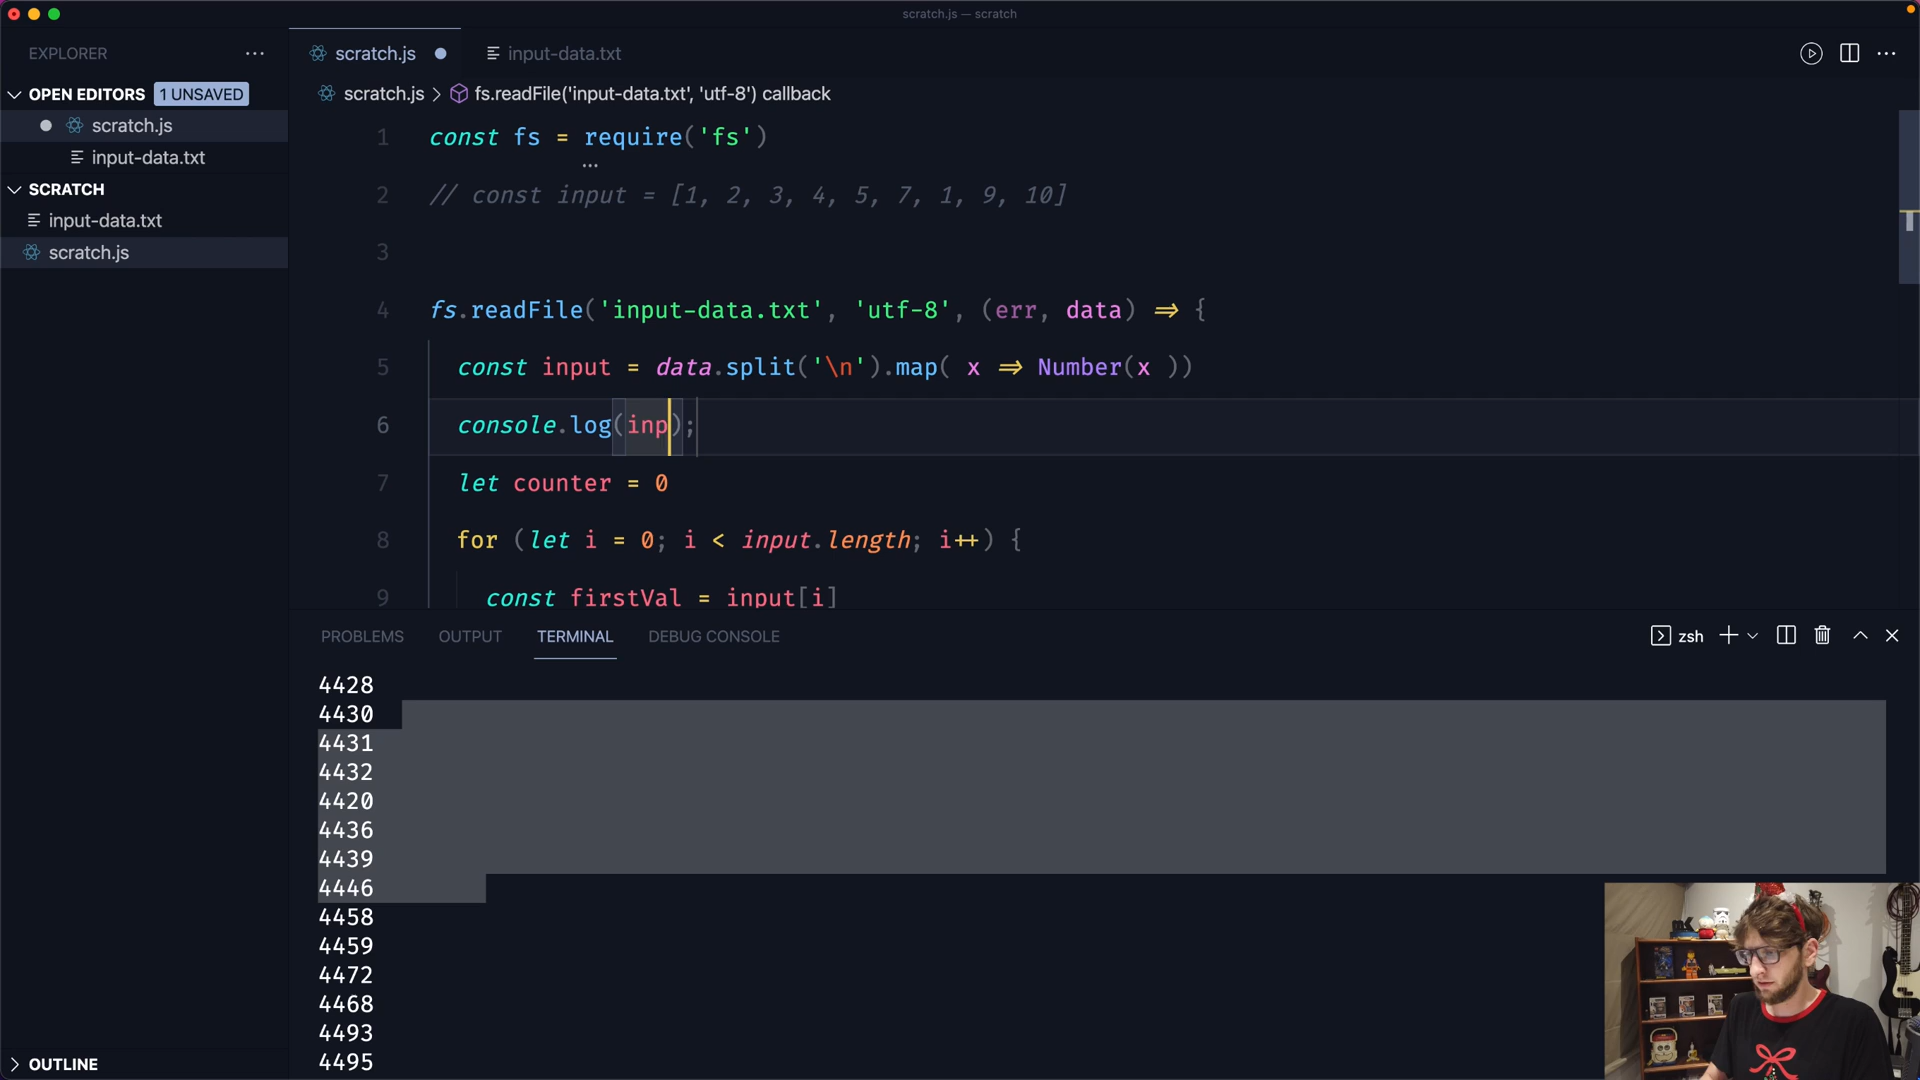 scratch.js — scratch
EXPLORER
OPEN EDITORS 1 UNSAVED
scratch.js
input-data.txt
SCRATCH
input-data.txt
scratch.js
OUTLINE
scratch.js
input-data.txt
scratch.js > fs.readFile('input-data.txt', 'utf-8') callback
1 const fs = require('fs')
2 // const input = [1, 2, 3, 4, 5, 7, 1, 9, 10]
3
4 fs.readFile('input-data.txt', 'utf-8', (err, data) => {
5 const input = data.split('\n').map( x => Number(x ))
6 console.log(inp);
7 let counter = 0
8 for (let i = 0; i < input.length; i++) {
9 const firstVal = input[i]
PROBLEMS OUTPUT TERMINAL DEBUG CONSOLE
zsh
4428
4430
4431
4432
4420
4436
4439
4446
4458
4459
4472
4468
4493
4495